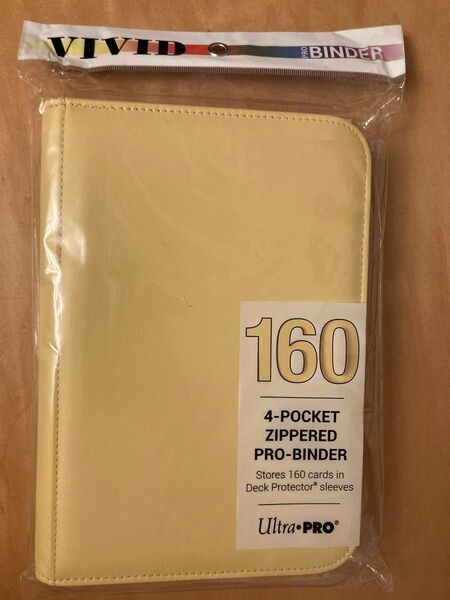 VIVID
PRO BINDER
160
4-POCKET
ZIPPERED
PRO-BINDER
Stores 160 cards in
Deck Protector® sleeves
Ultra•PRO®